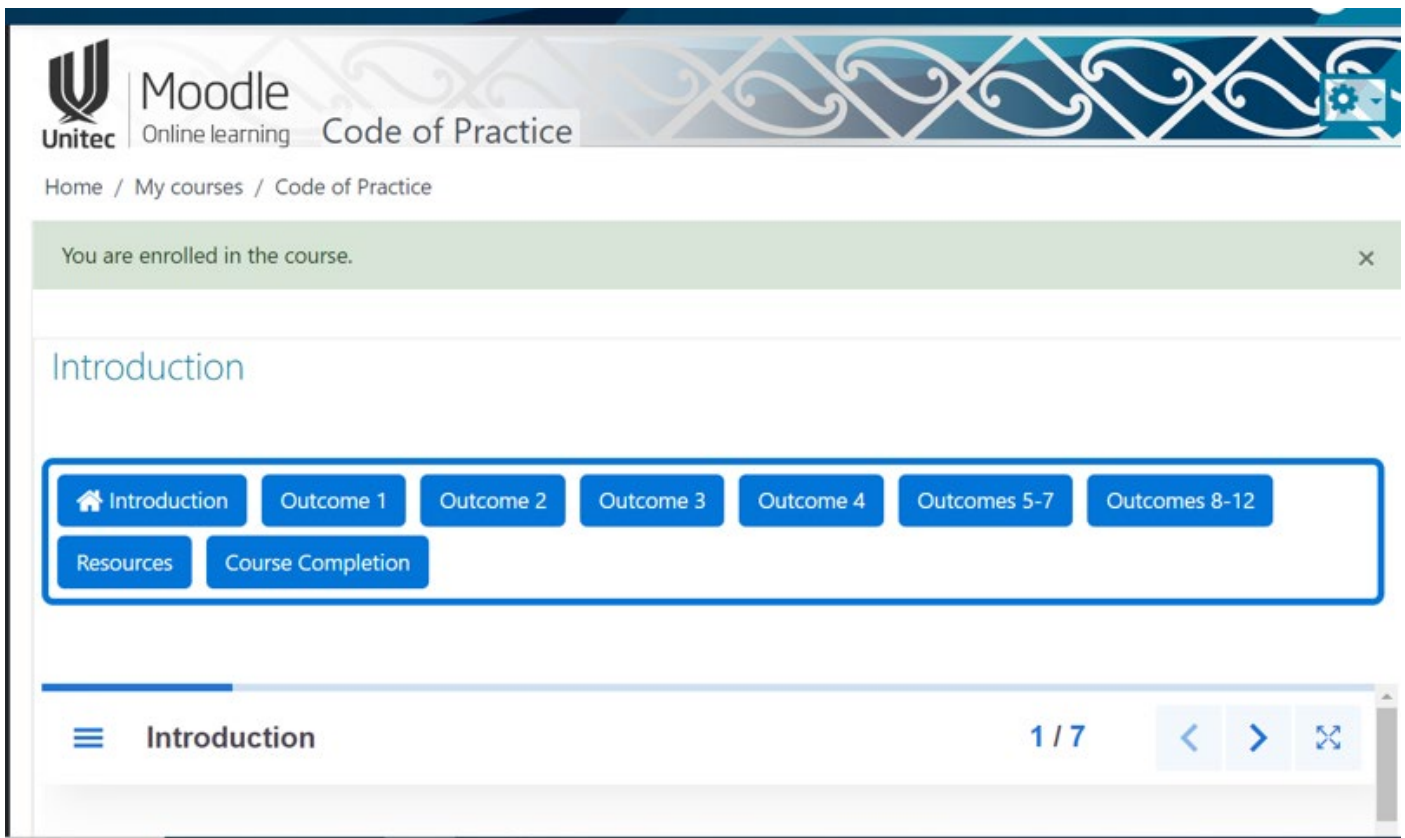 Moodle
Unitec
Online learning
Code of Practice
Home / My courses / Code of Practice
You are enrolled in the course. ×
Introduction
Introduction Outcome 1 Outcome 2 Outcome 3 Outcome 4 Outcomes 5-7 Outcomes 8-12
Resources Course Completion
Introduction 1 / 7